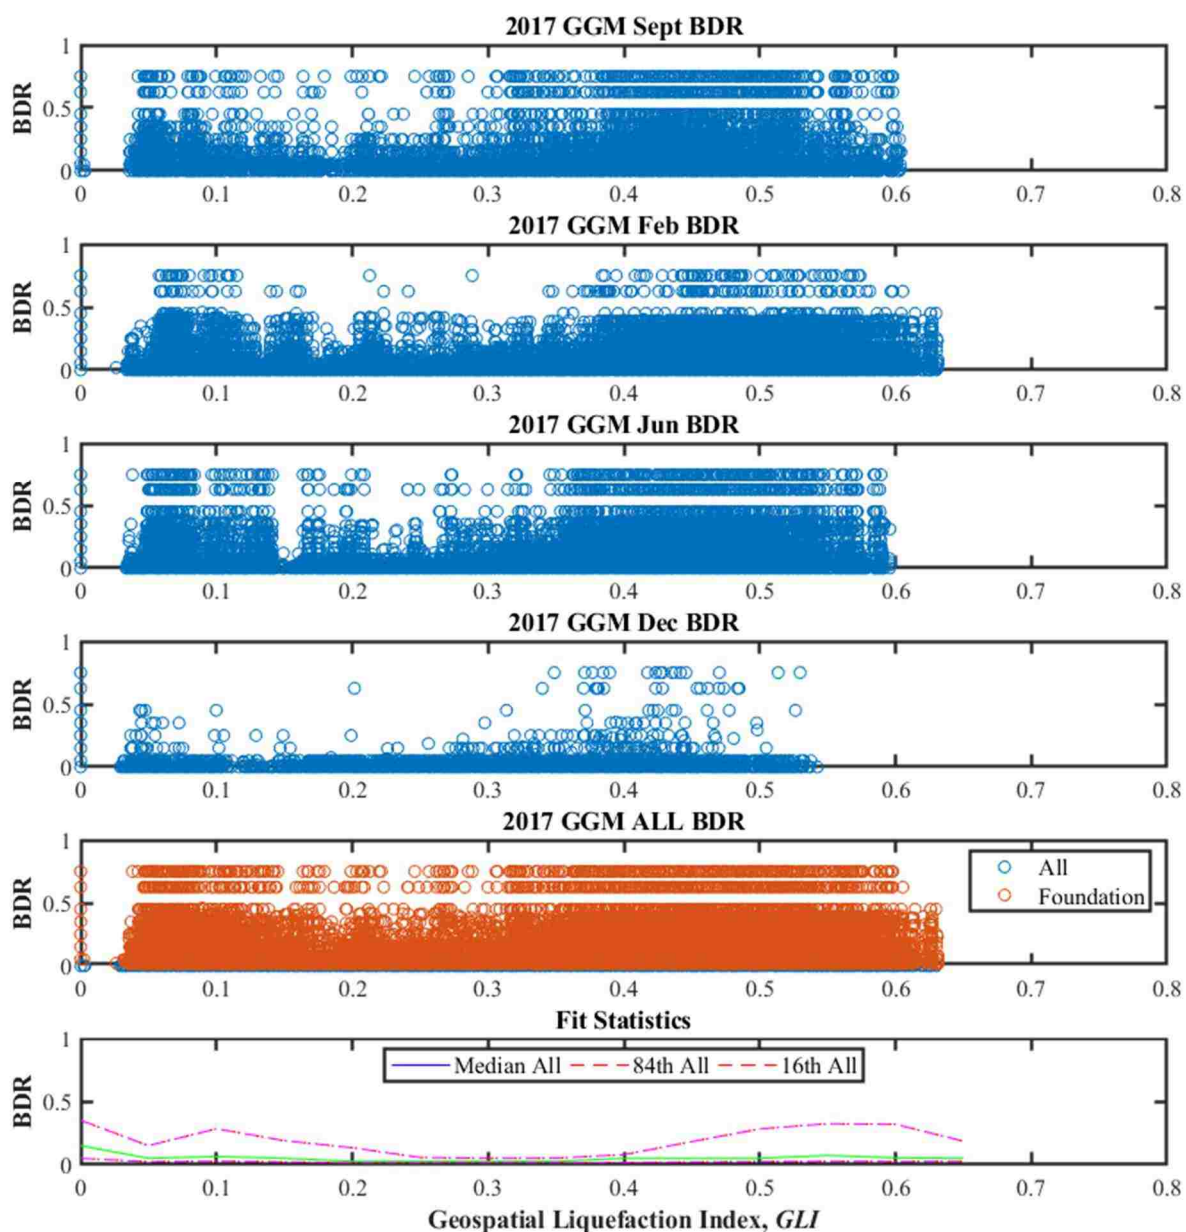 2017 GGM Sept BDR
1
0.5
0
BDR
0 0.1 0.2 0.3 0.4 0.5 0.6 0.7 0.8
2017 GGM Feb BDR
1
0.5
0
BDR
0 0.1 0.2 0.3 0.4 0.5 0.6 0.7 0.8
2017 GGM Jun BDR
1
0.5
0
BDR
0 0.1 0.2 0.3 0.4 0.5 0.6 0.7 0.8
2017 GGM Dec BDR
1
0.5
0
BDR
0 0.1 0.2 0.3 0.4 0.5 0.6 0.7 0.8
2017 GGM ALL BDR
1
0.5
0
BDR
All
Foundation
0 0.1 0.2 0.3 0.4 0.5 0.6 0.7 0.8
Fit Statistics
1
0.5
0
BDR
Median All 84th All 16th All
0 0.1 0.2 0.3 0.4 0.5 0.6 0.7 0.8
Geospatial Liquefaction Index, GLI